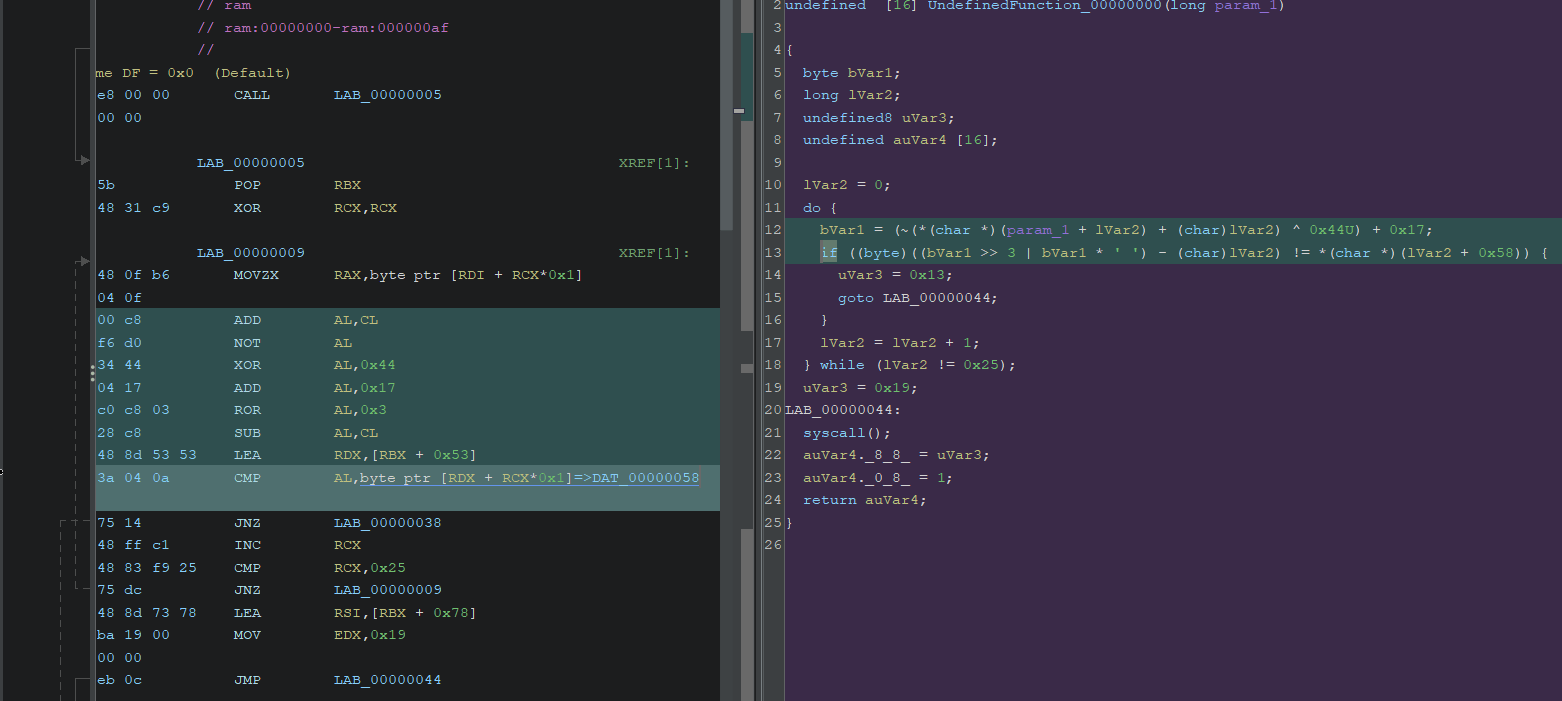 // ram
// ram:00000000-ram:000000af
//
me DF = 0x0  (Default)
e8 00 00 CALL LAB_00000005
00 00
LAB_00000005 XREF[1]:
5b POP RBX
48 31 c9 XOR RCX,RCX
LAB_00000009 XREF[1]:
48 0f b6 MOVZX RAX,byte ptr [RDI + RCX*0x1]
04 0f
00 c8 ADD AL,CL
f6 d0 NOT AL
34 44 XOR AL,0x44
04 17 ADD AL,0x17
c0 c8 03 ROR AL,0x3
28 c8 SUB AL,CL
48 8d 53 53 LEA RDX,[RBX + 0x53]
3a 04 0a CMP AL,byte ptr [RDX + RCX*0x1]=>DAT_00000058
75 14 JNZ LAB_00000038
48 ff c1 INC RCX
48 83 f9 25 CMP RCX,0x25
75 dc JNZ LAB_00000009
48 8d 73 78 LEA RSI,[RBX + 0x78]
ba 19 00 MOV EDX,0x19
00 00
eb 0c JMP LAB_00000044
2 undefined  [16] UndefinedFunction_00000000(long param_1)
3
4 {
5 byte bVar1;
6 long lVar2;
7 undefined8 uVar3;
8 undefined auVar4 [16];
9
10 lVar2 = 0;
11 do {
12 bVar1 = (~(*(char *)(param_1 + lVar2) + (char)lVar2) ^ 0x44U) + 0x17;
13 if ((byte)((bVar1 >> 3 | bVar1 * ' ') - (char)lVar2) != *(char *)(lVar2 + 0x58)) {
14 uVar3 = 0x13;
15 goto LAB_00000044;
16 }
17 lVar2 = lVar2 + 1;
18 } while (lVar2 != 0x25);
19 uVar3 = 0x19;
20 LAB_00000044:
21 syscall();
22 auVar4._8_8_ = uVar3;
23 auVar4._0_8_ = 1;
24 return auVar4;
25 }
26